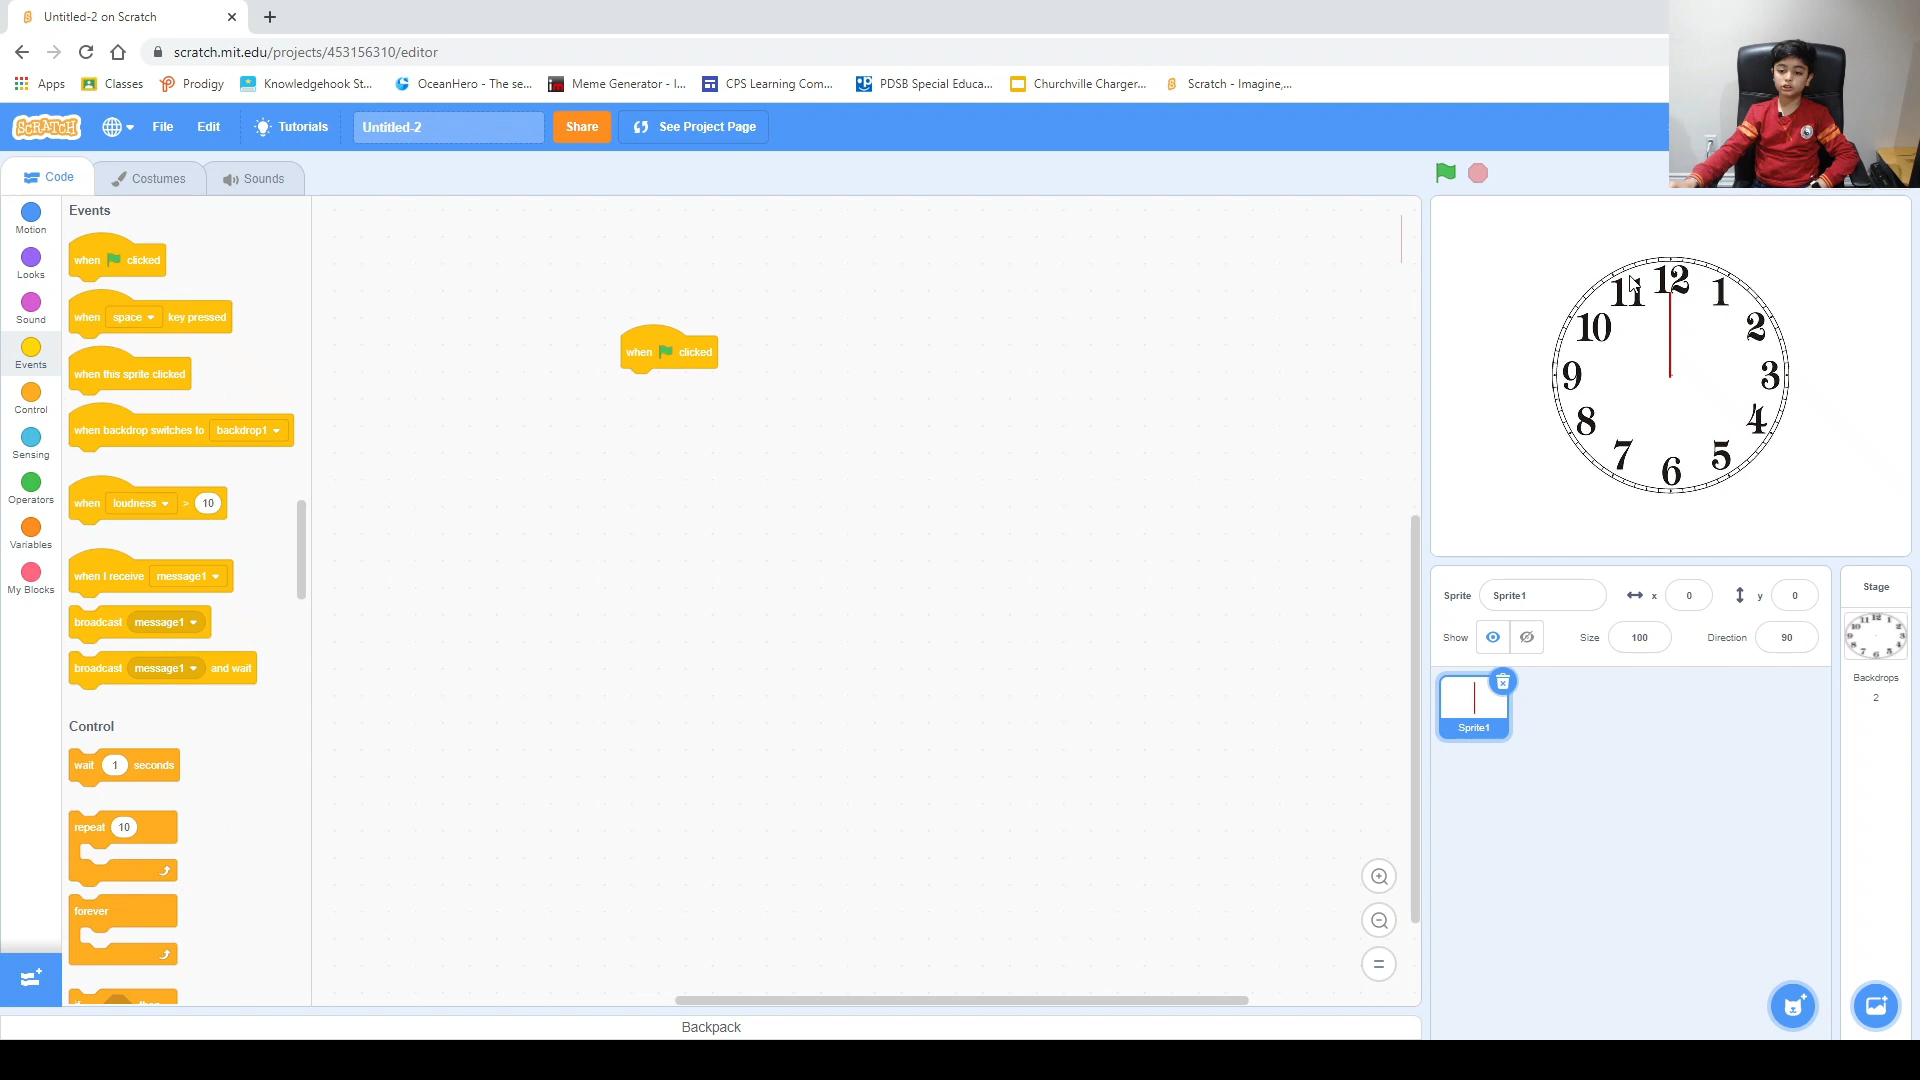 Untitled-2 on Scratch
scratch.mit.edu/projects/453156310/editor
Apps Classes Prodigy Knowledgehook St... OceanHero - The se... Meme Generator - I... CPS Learning Com... PDSB Special Educa... Churchville Charger... Scratch - Imagine,...
SCRATCH File Edit Tutorials Untitled-2 Share See Project Page
Code Costumes Sounds
Motion
Looks
Sound
Events
Control
Sensing
Operators
Variables
My Blocks
Events
when clicked
when space key pressed
when this sprite clicked
when backdrop switches to backdrop1
when loudness > 10
when I receive message1
broadcast message1
broadcast message1 and wait
Control
wait 1 seconds
repeat 10
forever
when clicked
12
11 1
10 2
9 3
8 4
7 5
6
Sprite Sprite1 x 0 y 0
Show Size 100 Direction 90
Sprite1
Stage
Backdrops
2
Backpack